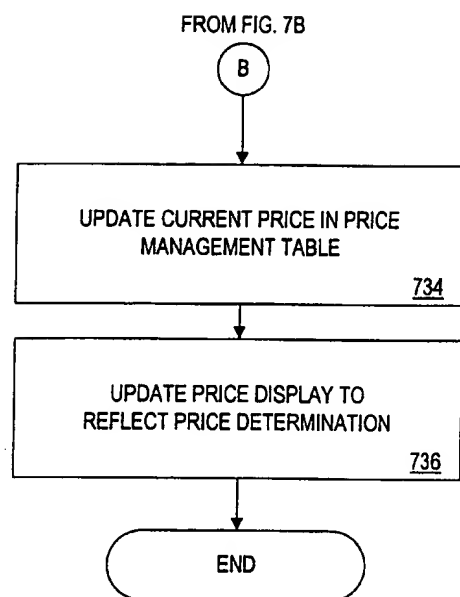 FROM FIG. 7B
B
UPDATE CURRENT PRICE IN PRICE
MANAGEMENT TABLE
734
UPDATE PRICE DISPLAY TO
REFLECT PRICE DETERMINATION
736
END